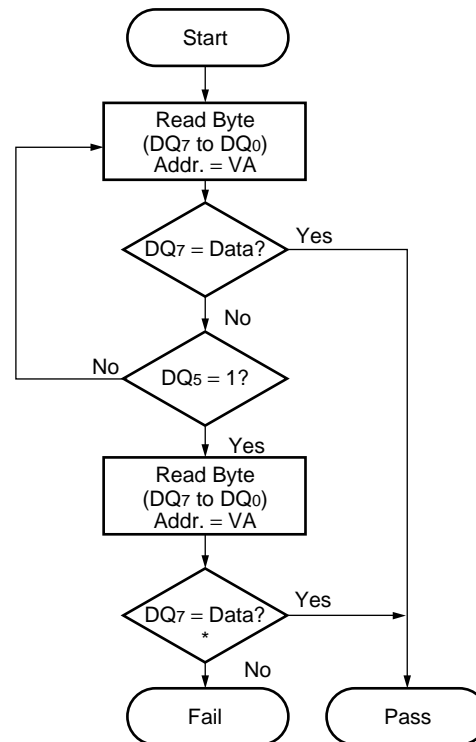 Start
Read Byte
(DQ7 to DQ0)
Addr. = VA
DQ7 = Data?
Yes
No
No
DQ5 = 1?
Yes
Read Byte
(DQ7 to DQ0)
Addr. = VA
DQ7 = Data?
*
Yes
No
Fail
Pass